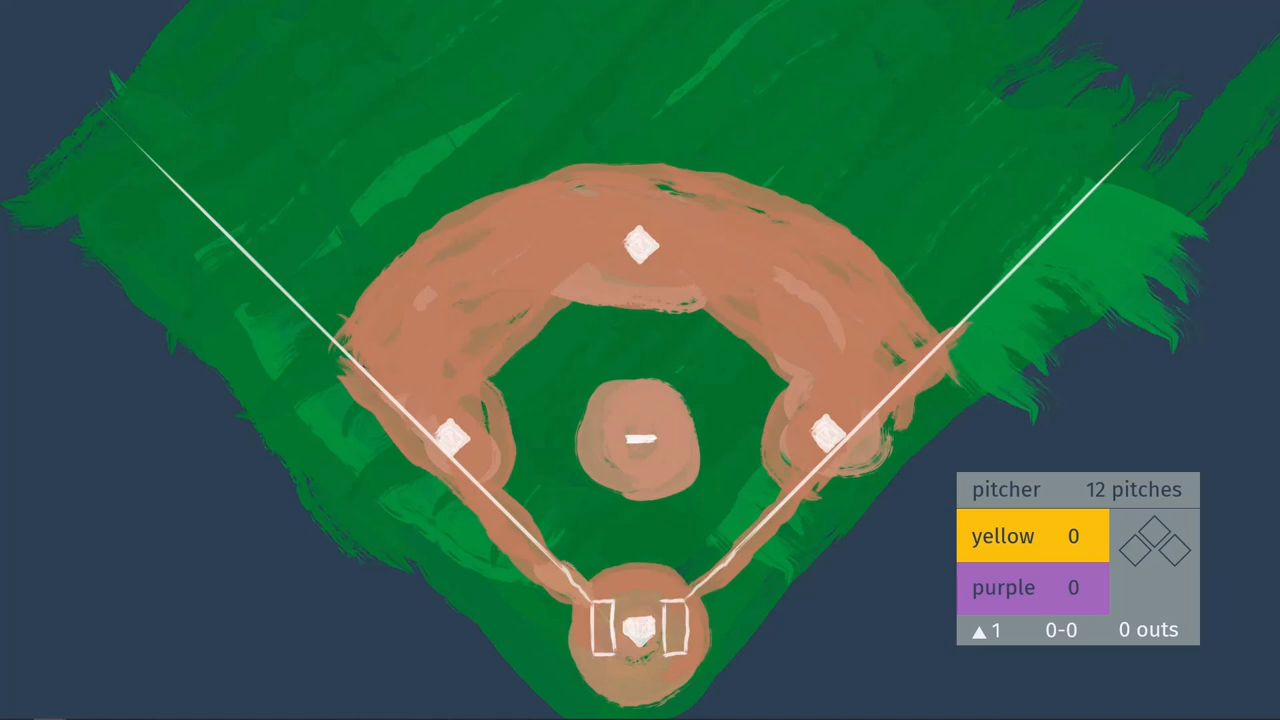 pitcher 12 pitches
yellow 0
purple 0
▲1 0-0 0 outs